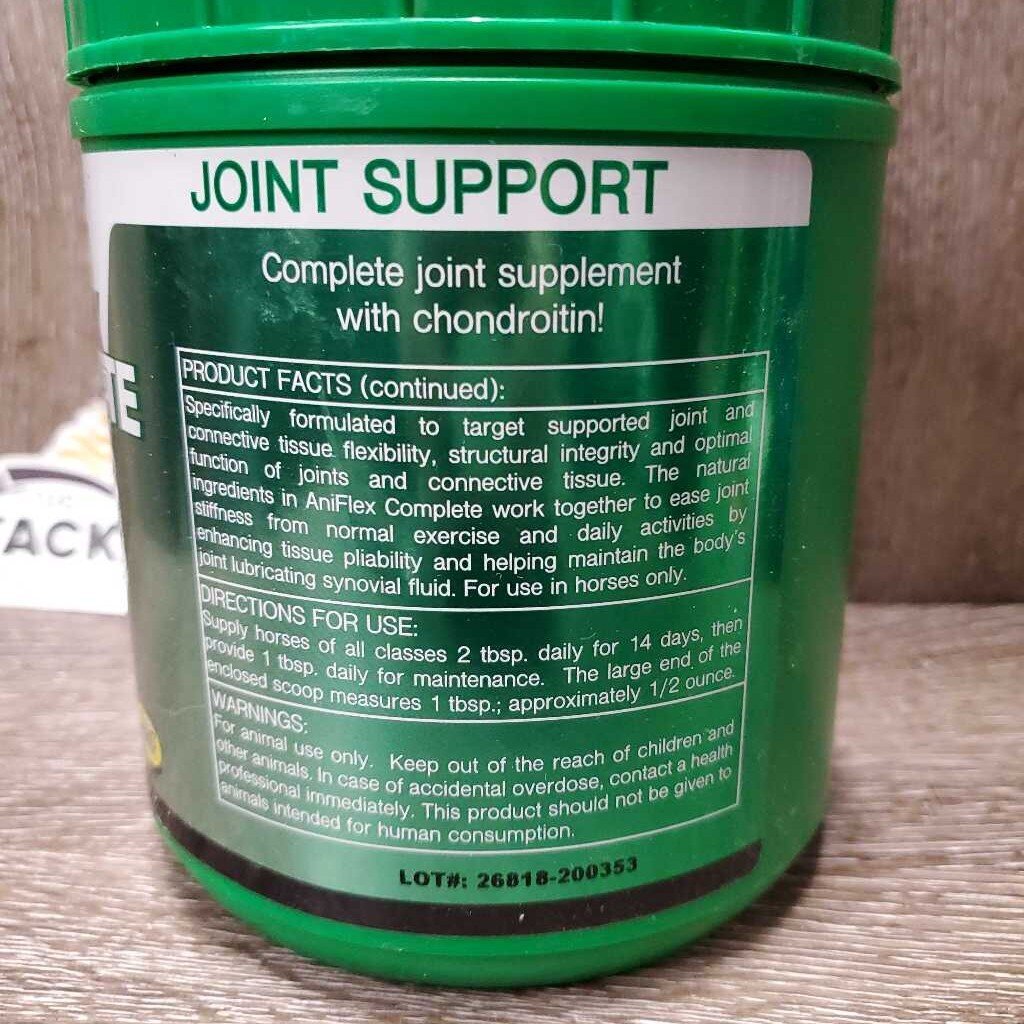 JOINT SUPPORT
Complete joint supplement
with chondroitin!
PRODUCT FACTS (continued):
Specifically formulated to target supported joint and
connective tissue flexibility, structural integrity and optimal
function of joints and connective tissue. The natural
ingredients in AniFlex Complete work together to ease joint
stiffness from normal exercise and daily activities by
enhancing tissue pliability and helping maintain the body's
joint lubricating synovial fluid. For use in horses only.
DIRECTIONS FOR USE:
Supply horses of all classes 2 tbsp. daily for 14 days, then
provide 1 tbsp. daily for maintenance. The large end of the
enclosed scoop measures 1 tbsp.; approximately 1/2 ounce.
WARNINGS:
For animal use only. Keep out of the reach of children and
other animals. In case of accidental overdose, contact a health
professional immediately. This product should not be given to
animals intended for human consumption.
LOT#: 26818-200353
TE
TACK